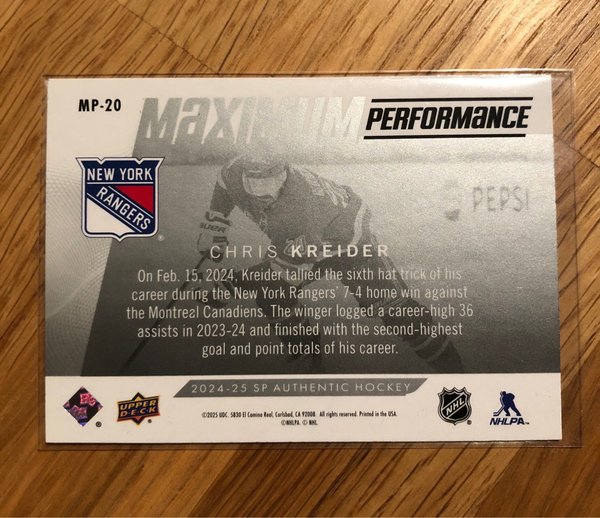 MP-20
MAXIMUM PERFORMANCE
NEW YORK
RANGERS
PEPSI
CHRIS KREIDER
On Feb. 15, 2024, Kreider tallied the sixth hat trick of his
career during the New York Rangers' 7-4 home win against
the Montreal Canadiens. The winger logged a career-high 36
assists in 2023-24 and finished with the second-highest
goal and point totals of his career.
2024-25 SP AUTHENTIC HOCKEY
UPPER
DECK
®
®
©2025 UDC. 5830 El Camino Real, Carlsbad, CA 92008. All rights reserved. Printed in the USA.
©NHLPA. © NHL.
NHL
®
NHLPA